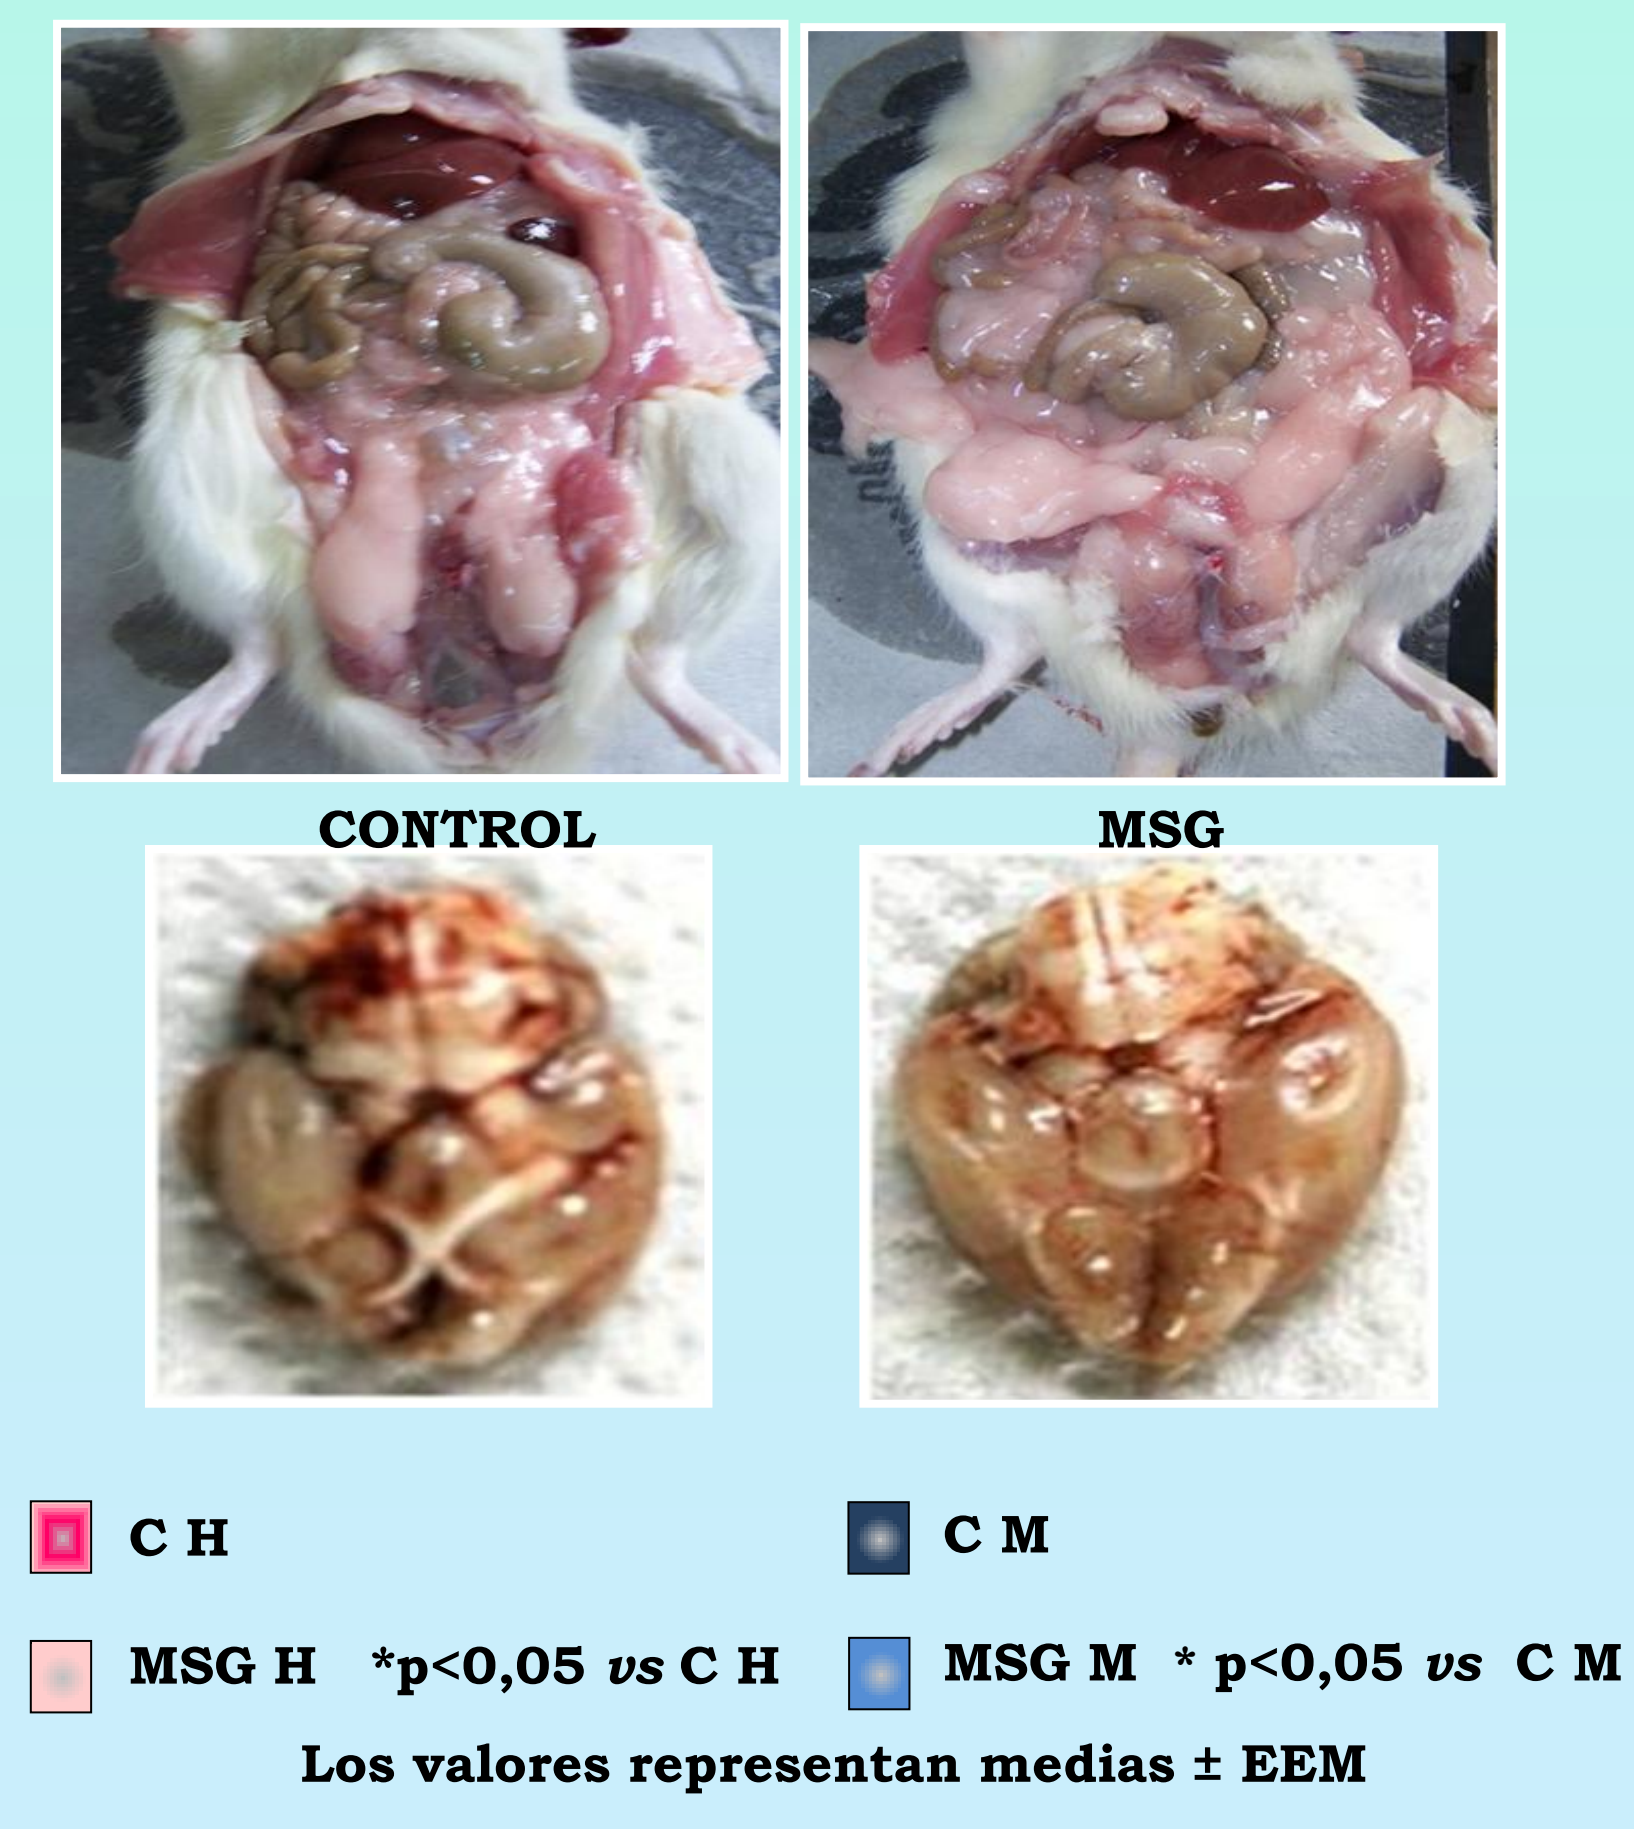 CONTROL MSG
C H C M
MSG H *p<0,05 vs C H MSG M * p<0,05 vs C M
Los valores representan medias ± EEM